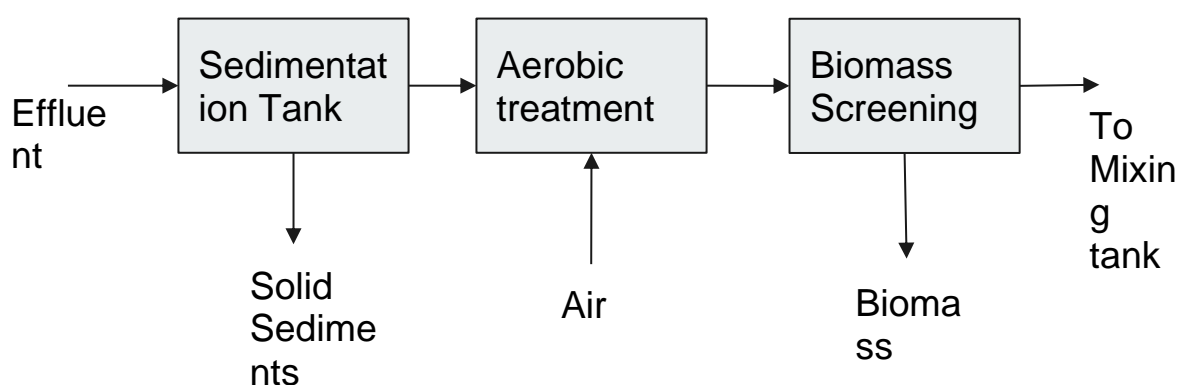 Sedimentat
ion Tank
Aerobic
treatment
Biomass
Screening
Efflue
nt
To
Mixin
g
tank
Solid
Sedime
nts
Air
Bioma
ss